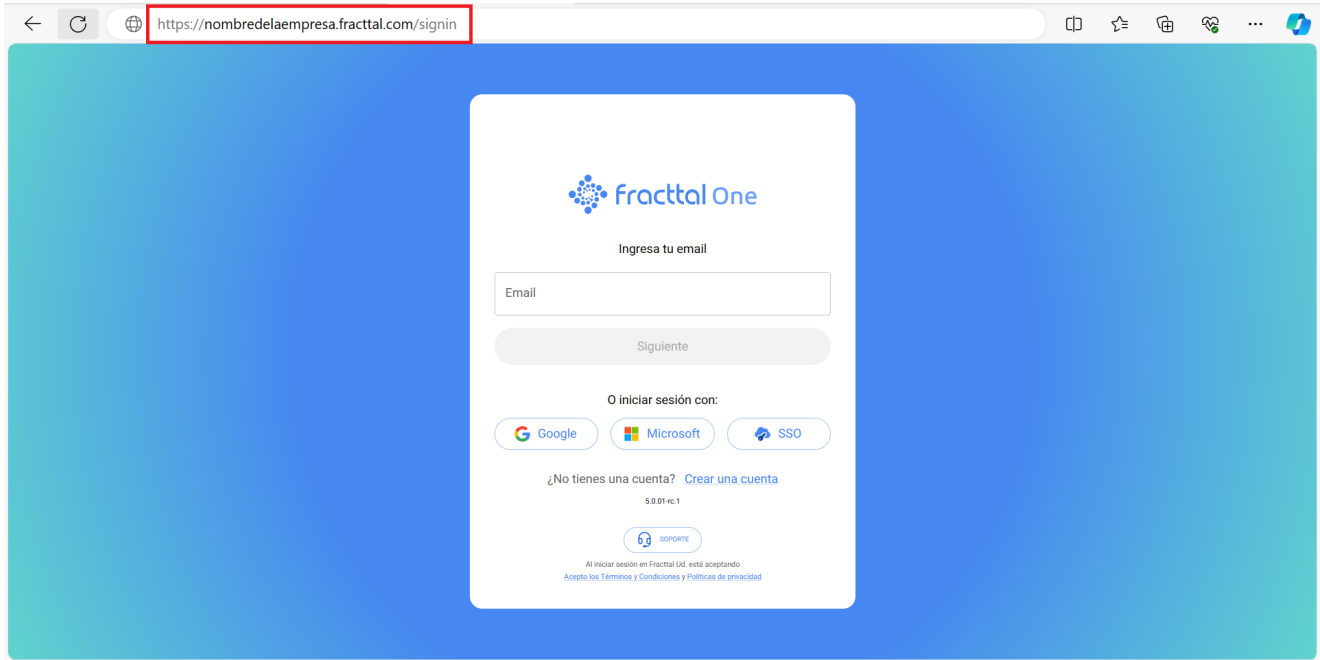 https://nombredelaempresa.fracttal.com/signin
fracttal One
Ingresa tu email
Email
Siguiente
O iniciar sesión con:
Google Microsoft SSO
¿No tienes una cuenta? Crear una cuenta
5.0.01-rc.1
SOPORTE
Al iniciar sesión en Fracttal Ud. está aceptando
Acepto los Términos y Condiciones y Políticas de privacidad